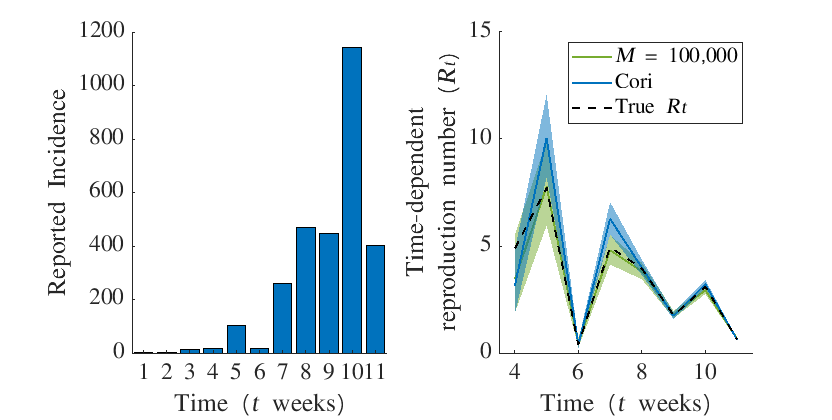 1200
1000
800
600
400
200
0
Reported Incidence
1 2 3 4 5 6 7 8 9 10 11
Time (t weeks)
15
10
5
0
Time-dependent
reproduction number (Rt)
M = 100,000
Cori
True Rt
4 6 8 10
Time (t weeks)